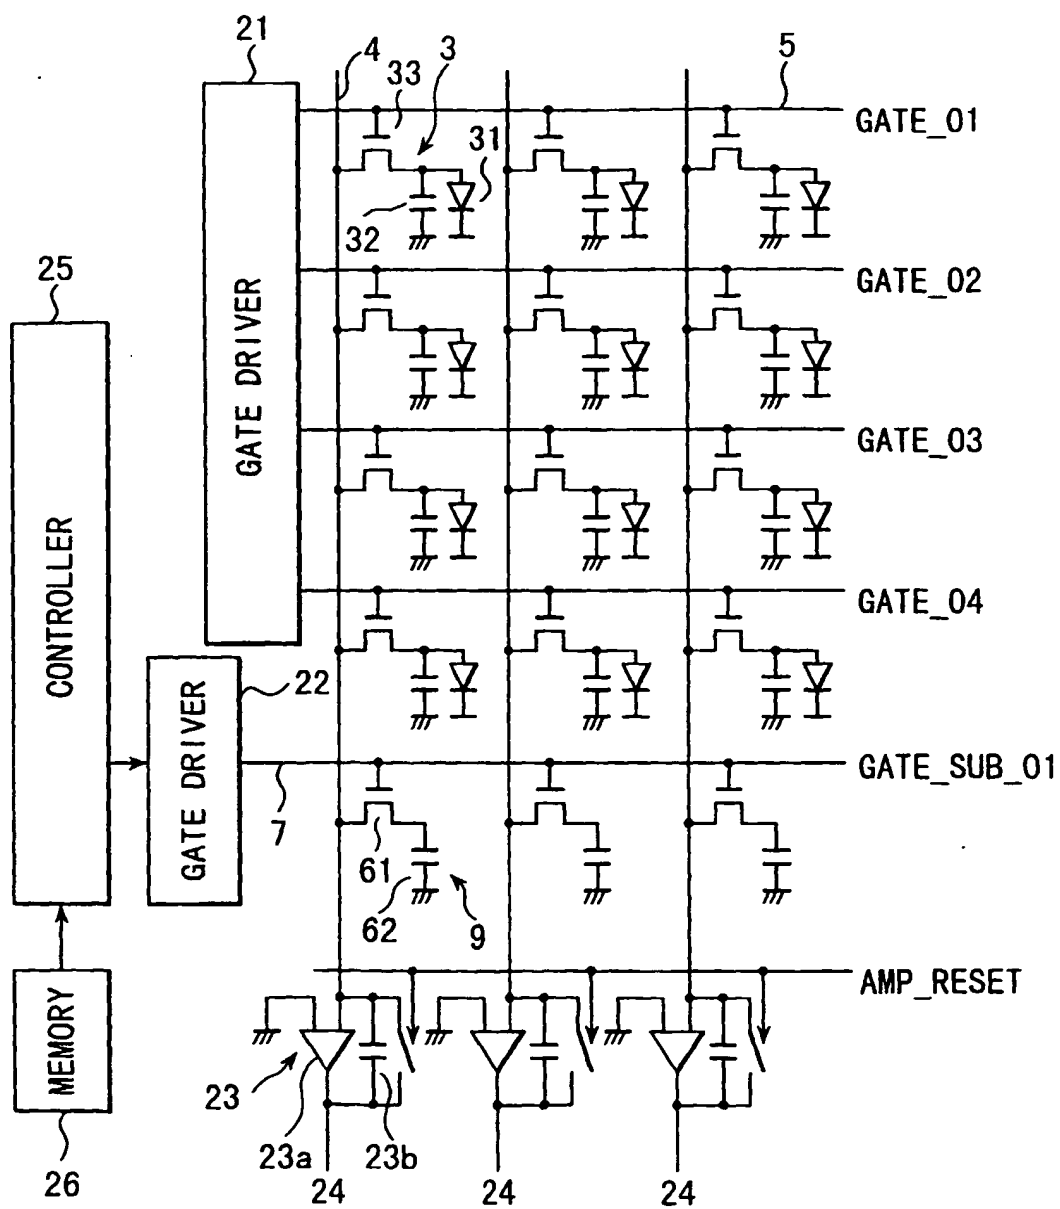 21
4
3
5
33
GATE_01
31
32
25
GATE_02
GATE DRIVER
GATE_03
CONTROLLER
GATE_04
22
GATE DRIVER
GATE_SUB_01
7
61
62
9
AMP_RESET
MEMORY
23
23a
23b
26
24
24
24